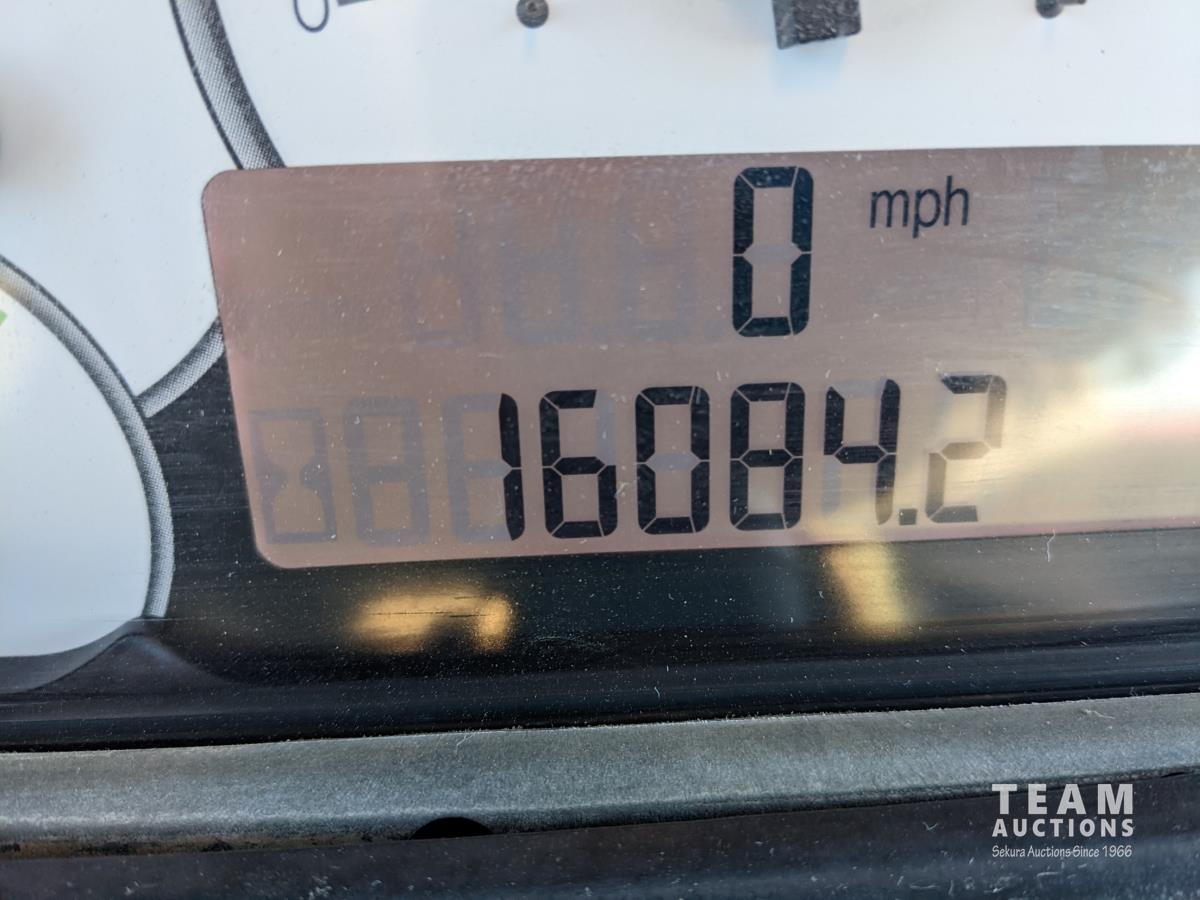 0 mph
16084.2
TEAM
AUCTIONS
Sekura Auctions Since 1966